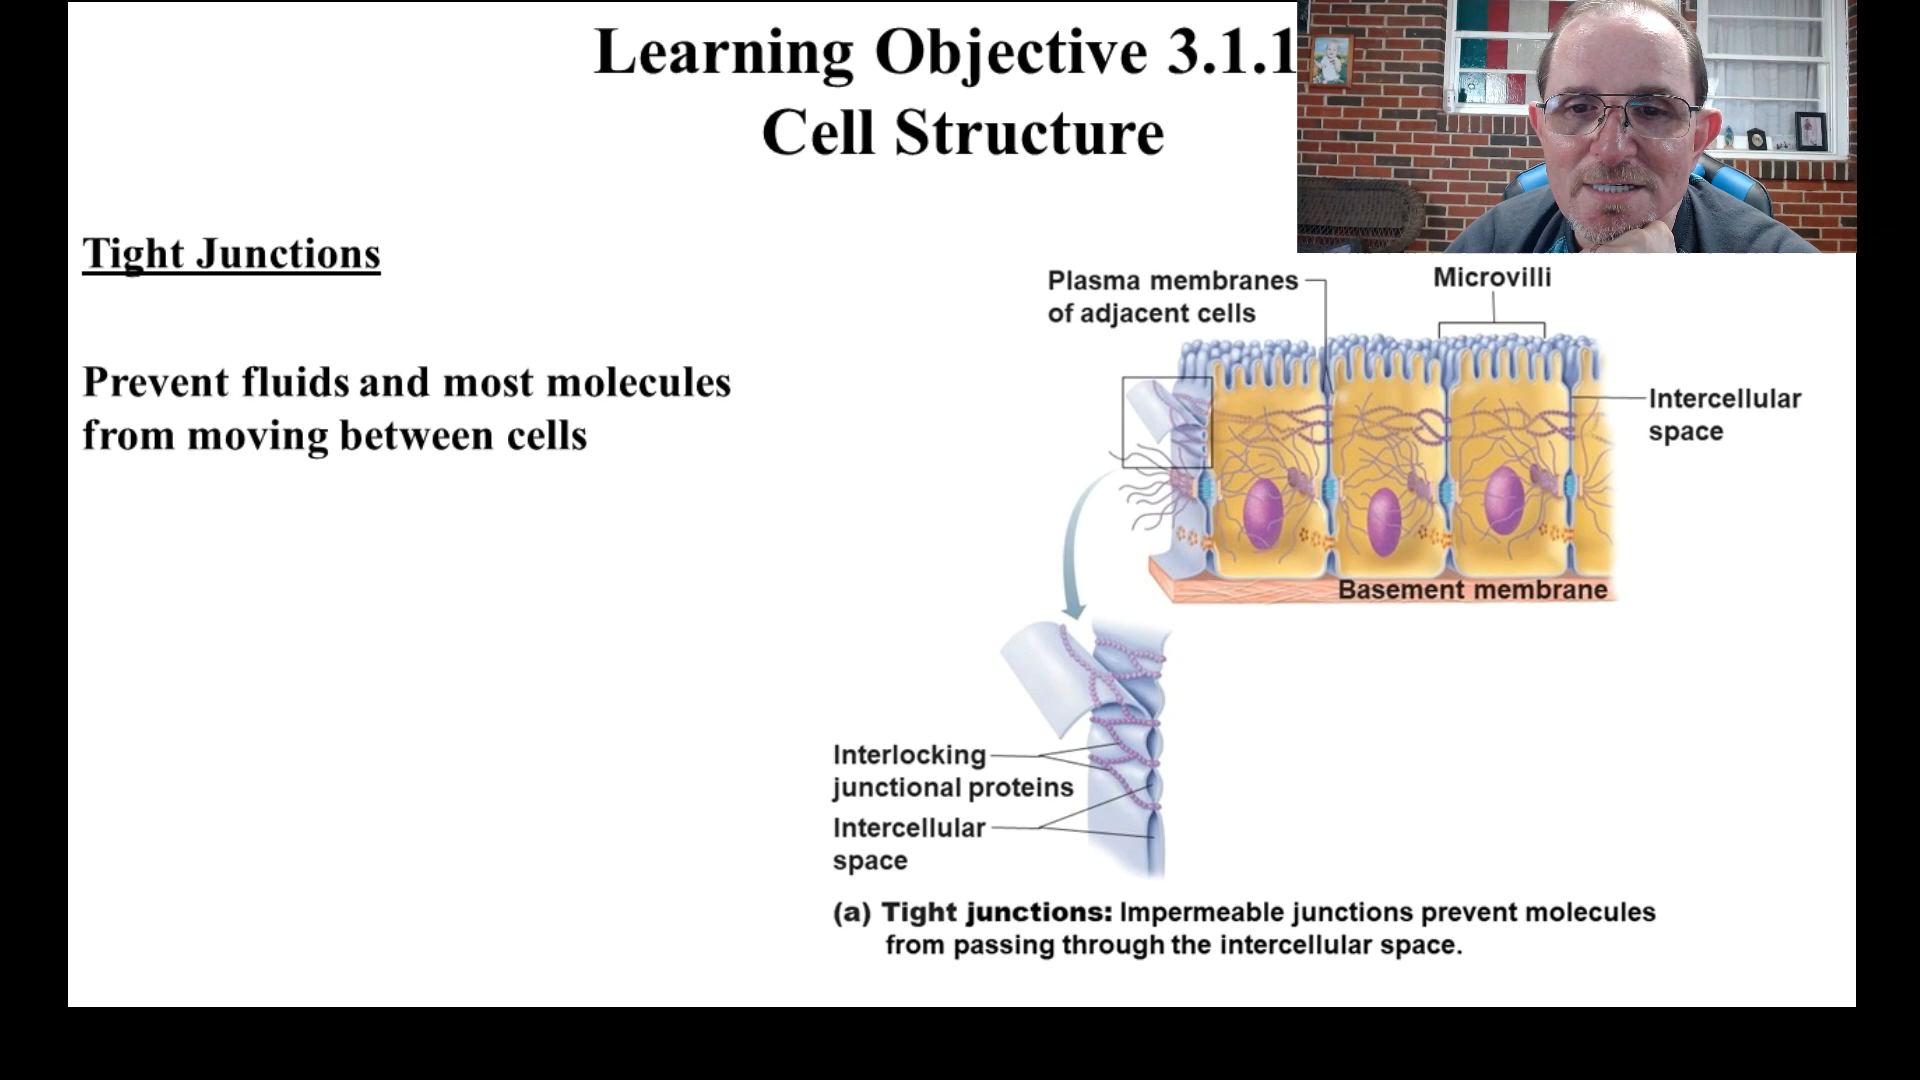 Learning Objective 3.1.1
Cell Structure
Tight Junctions
Prevent fluids and most molecules
from moving between cells
Plasma membranes
of adjacent cells
Microvilli
Intercellular
space
Basement membrane
Interlocking
junctional proteins
Intercellular
space
(a) Tight junctions: Impermeable junctions prevent molecules
from passing through the intercellular space.